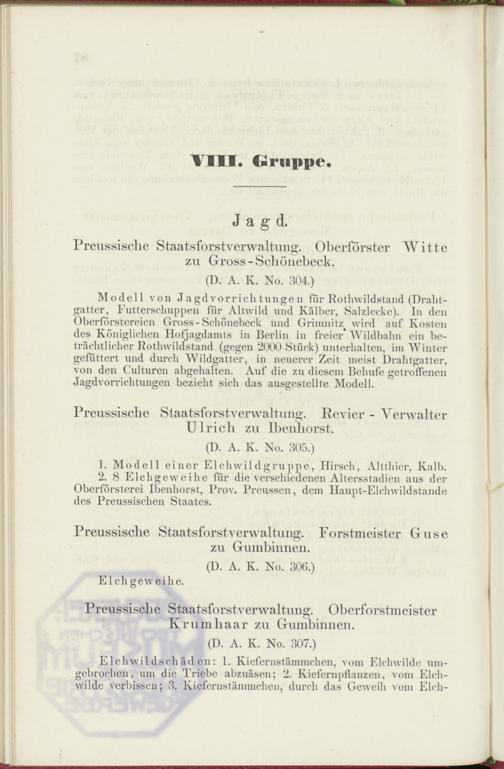 VIII. Gruppe.
Jagd.
Preussische Staatsforstverwaltung. Oberförster Witte
zu Gross-Schönebeck.
(D. A. K. No. 304.)
Modell von Jagdvorrichtungen für Rothwildstand (Draht-
gatter, Futterschuppen für Altwild und Kälber, Salzlecke). In den
Oberförstereien Gross-Schönebeck und Grimnitz wird auf Kosten
des Königlichen Hofjagdamts in Berlin in freier Wildbahn ein be-
trächtlicher Rothwildstand (gegen 2000 Stück) unterhalten, im Winter
gefüttert und durch Wildgatter, in neuerer Zeit meist Drahtgatter,
von den Culturen abgehalten. Auf die zu diesem Behufe getroffenen
Jagdvorrichtungen bezieht sich das ausgestellte Modell.
Preussische Staatsforstverwaltung. Revier-Verwalter
Ulrich zu Ibenhorst.
(D. A. K. No. 305.)
1. Modell einer Elchwildgruppe, Hirsch, Altthier, Kalb.
2. 8 Elchgeweihe für die verschiedenen Altersstadien aus der
Oberförsterei Ibenhorst, Prov. Preussen, dem Haupt-Elchwildstande
des Preussischen Staates.
Preussische Staatsforstverwaltung. Forstmeister Guse
zu Gumbinnen.
(D. A. K. No. 306.)
Elchgeweihe.
Preussische Staatsforstverwaltung. Oberforstmeister
Krumhaar zu Gumbinnen.
(D. A. K. No. 307.)
Elchwildschäden: 1. Kiefernstämmchen, vom Elchwilde um-
gebrochen, um die Triebe abzuäsen; 2. Kiefernpflanzen, vom Elch-
wilde verbissen; 3. Kiefernstämmchen, durch das Geweih vom Elch-